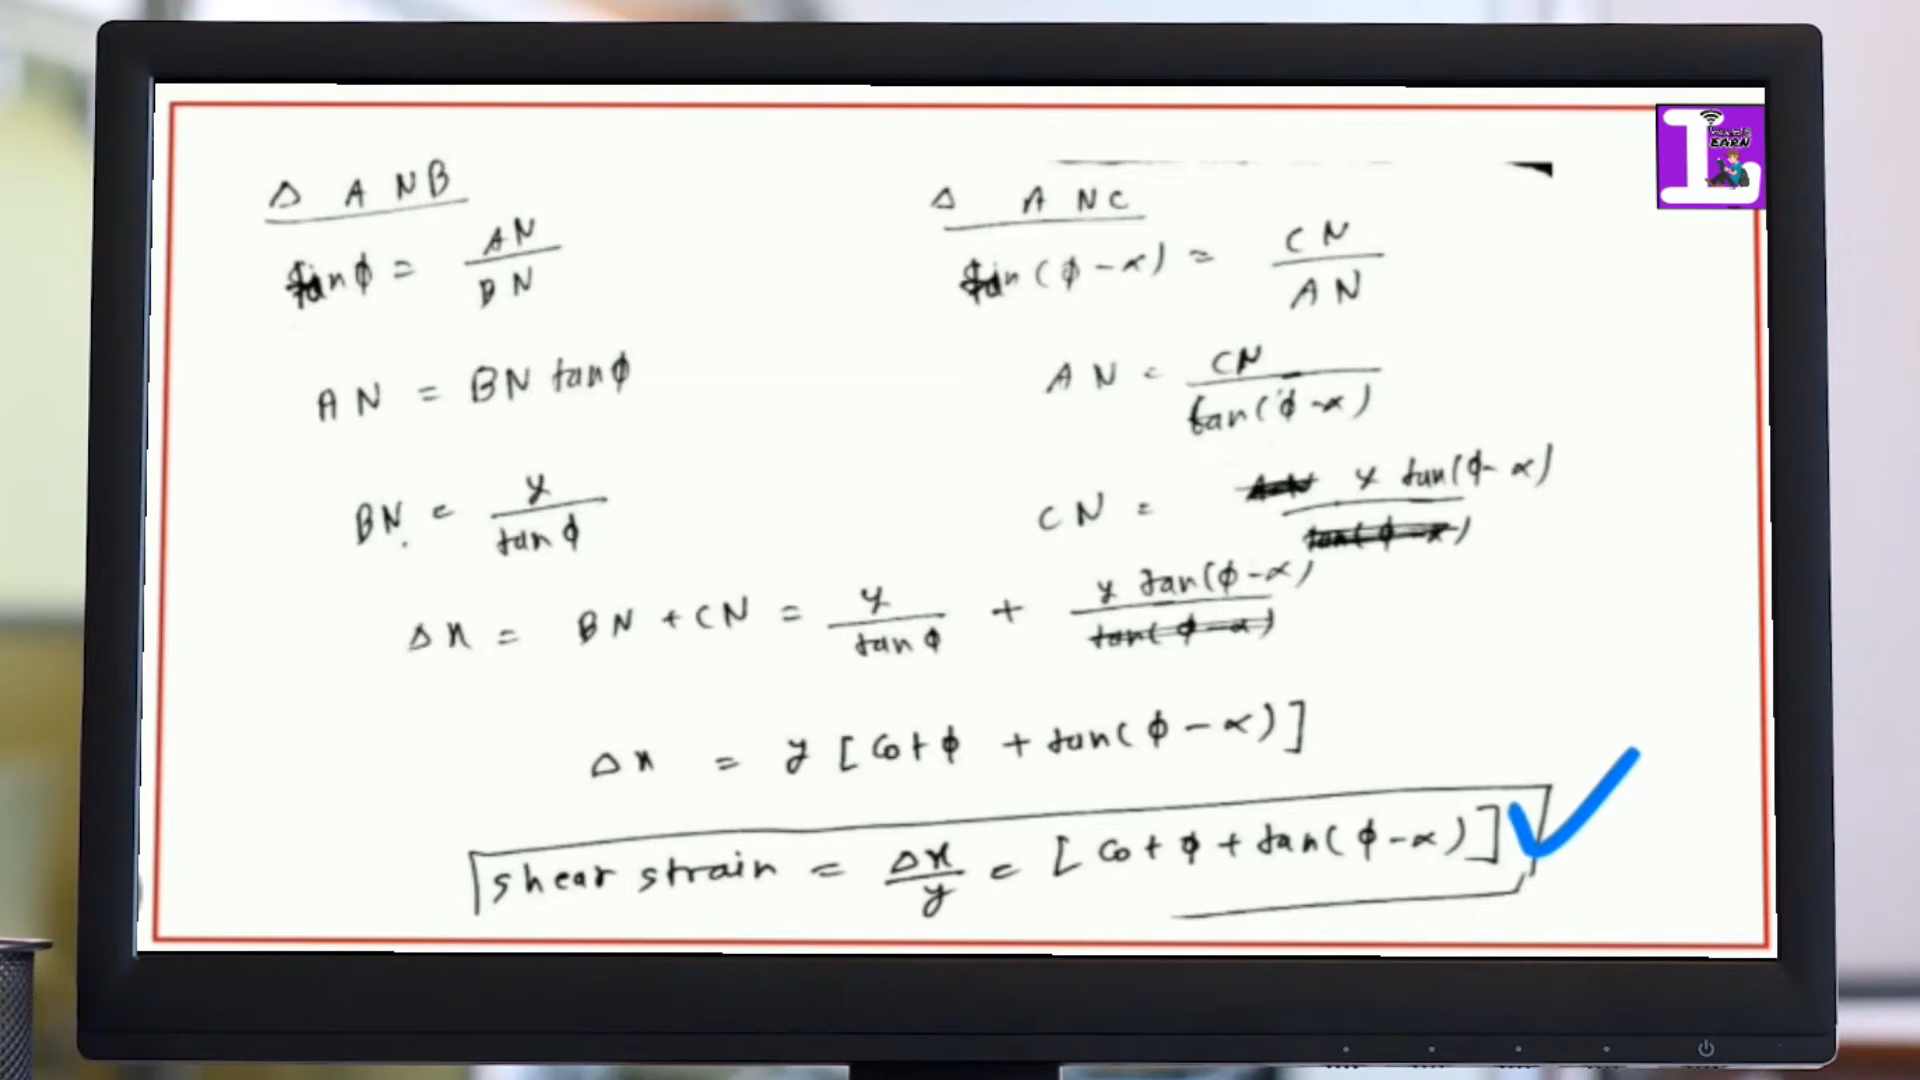 Δ ANB
tan ϕ = AN / BN
AN = BN tan ϕ
BN = y / tan ϕ
Δ ANC
tan (ϕ - α) = CN / AN
AN = CN / tan (ϕ - α)
CN = y tan (ϕ - α)
Δx = BN + CN = y / tan ϕ + y tan (ϕ - α)
Δx = y [cot ϕ + tan (ϕ - α)]
shear strain = Δx / y = [cot ϕ + tan (ϕ - α)]
L
EARN